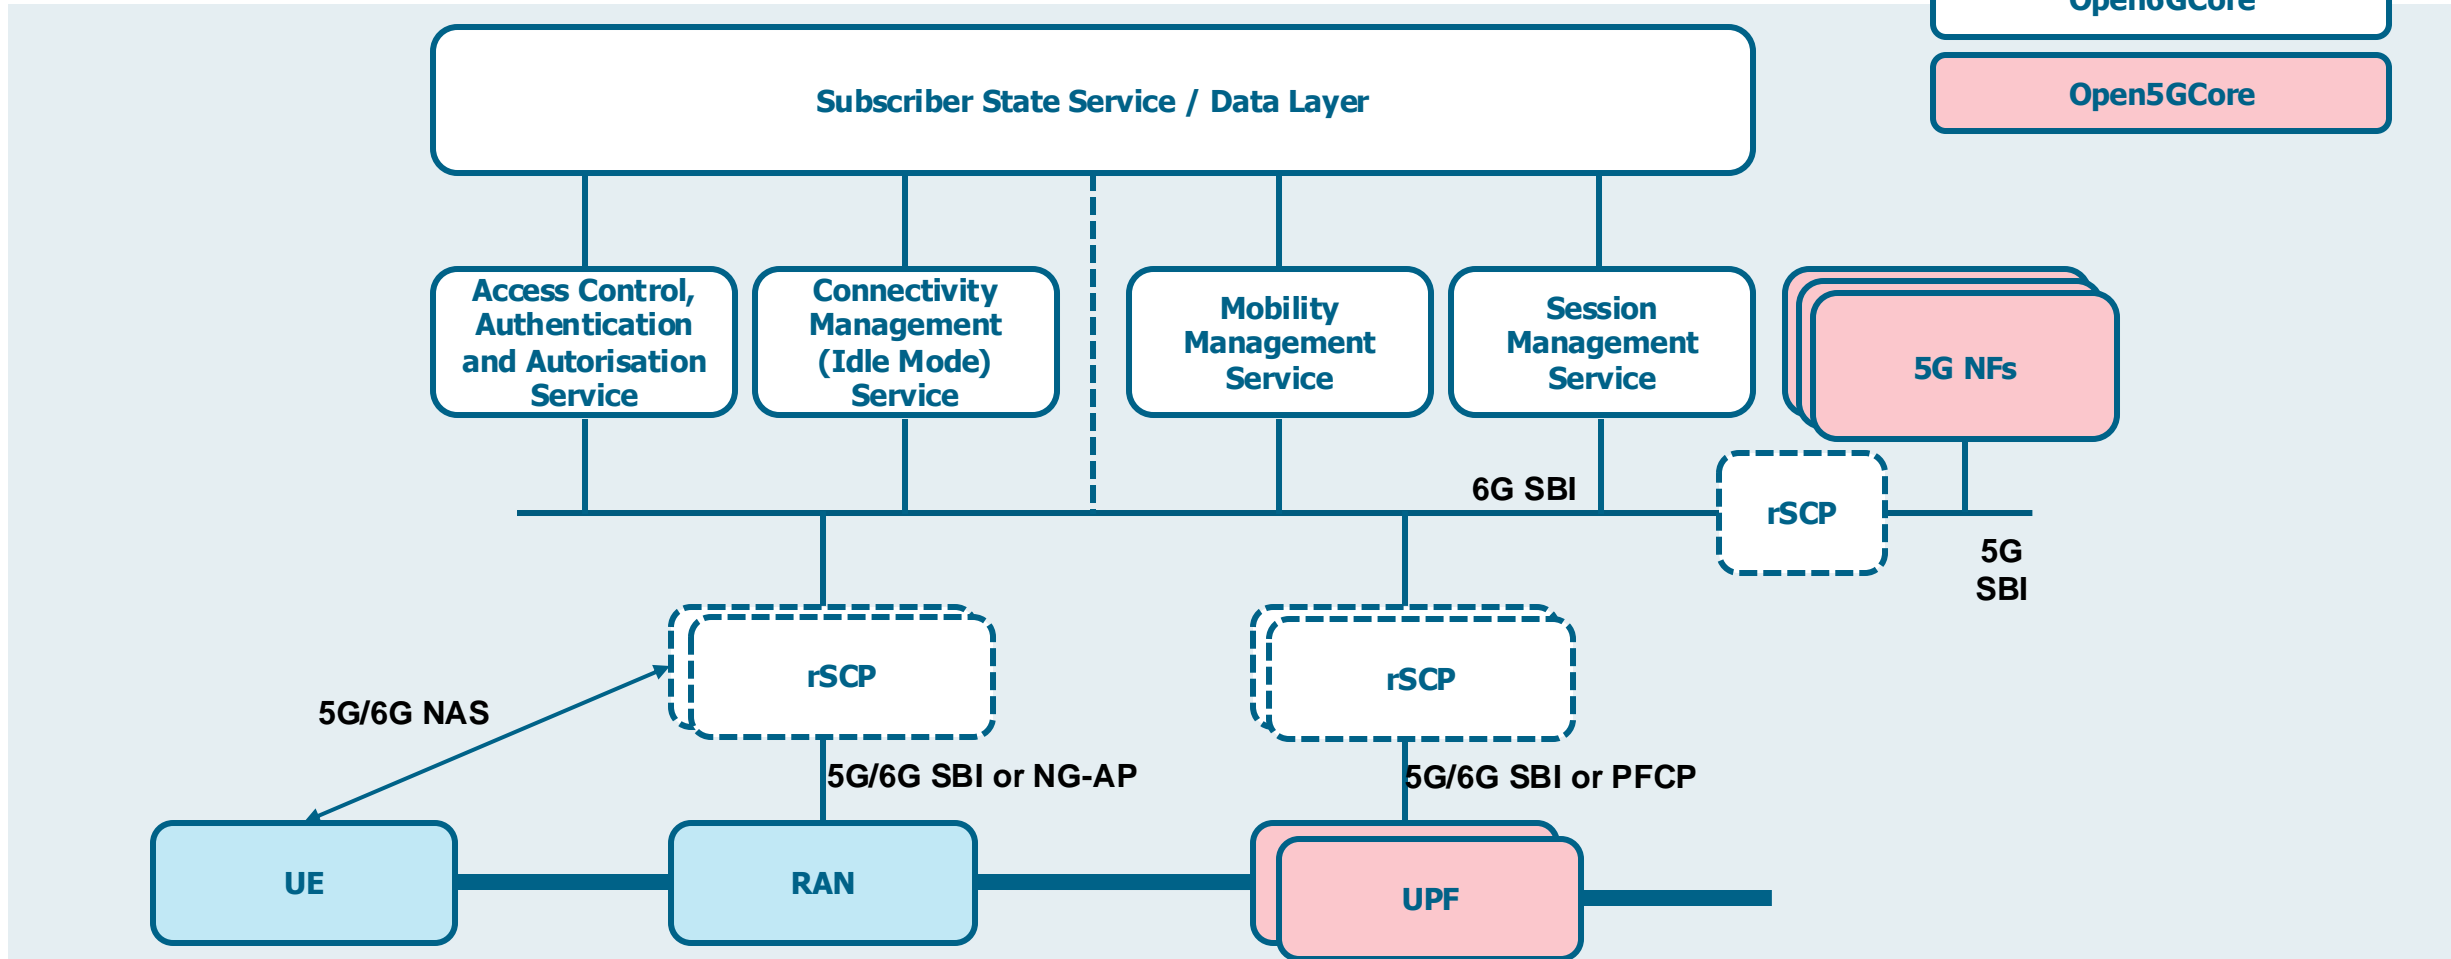 Open6GCore
Subscriber State Service / Data Layer
Open5GCore
Access Control,
Authentication
and Autorisation
Service
Connectivity
Management
(Idle Mode)
Service
Mobility
Management
Service
Session
Management
Service
5G NFs
6G SBI
rSCP
5G
SBI
rSCP
rSCP
5G/6G NAS
5G/6G SBI or NG-AP
5G/6G SBI or PFCP
UE
RAN
UPF